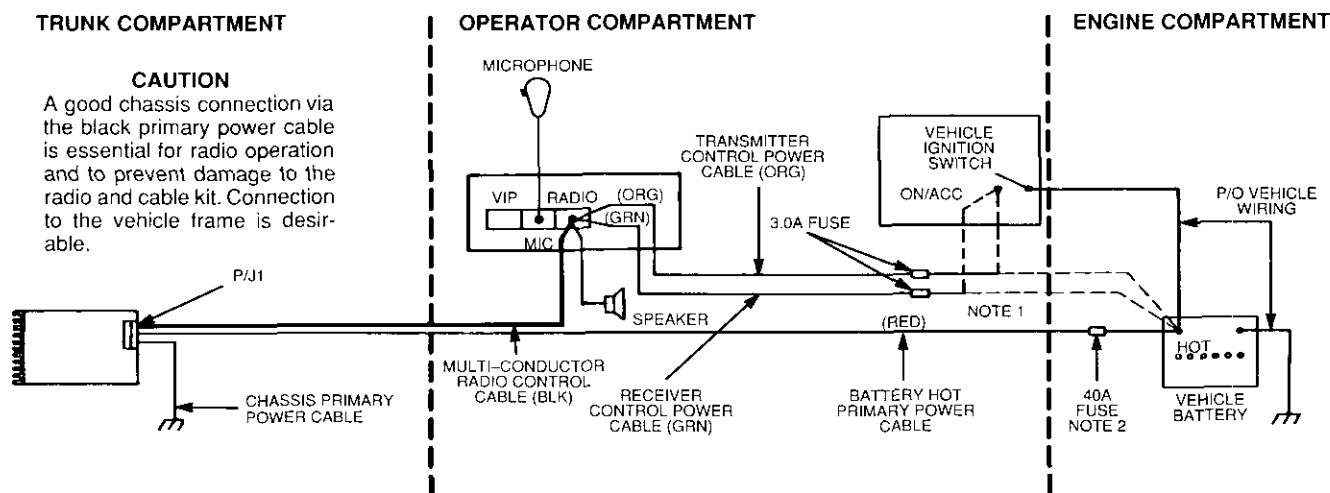 TRUNK COMPARTMENT
OPERATOR COMPARTMENT
ENGINE COMPARTMENT
CAUTION
A good chassis connection via
the black primary power cable
is essential for radio operation
and to prevent damage to the
radio and cable kit. Connection
to the vehicle frame is desir-
able.
MICROPHONE
TRANSMITTER
CONTROL POWER
CABLE (ORG)
VEHICLE
IGNITION
SWITCH
ON/ACC
P/O VEHICLE
WIRING
VIP
RADIO
(ORG)
(GRN)
MIC
3.0A FUSE
P/J1
SPEAKER
NOTE 1
(RED)
HOT
MULTI-CONDUCTOR
RADIO CONTROL
CABLE (BLK)
RECEIVER
CONTROL POWER
CABLE (GRN)
BATTERY HOT
PRIMARY POWER
CABLE
40A
FUSE
NOTE 2
VEHICLE
BATTERY
CHASSIS PRIMARY
POWER CABLE